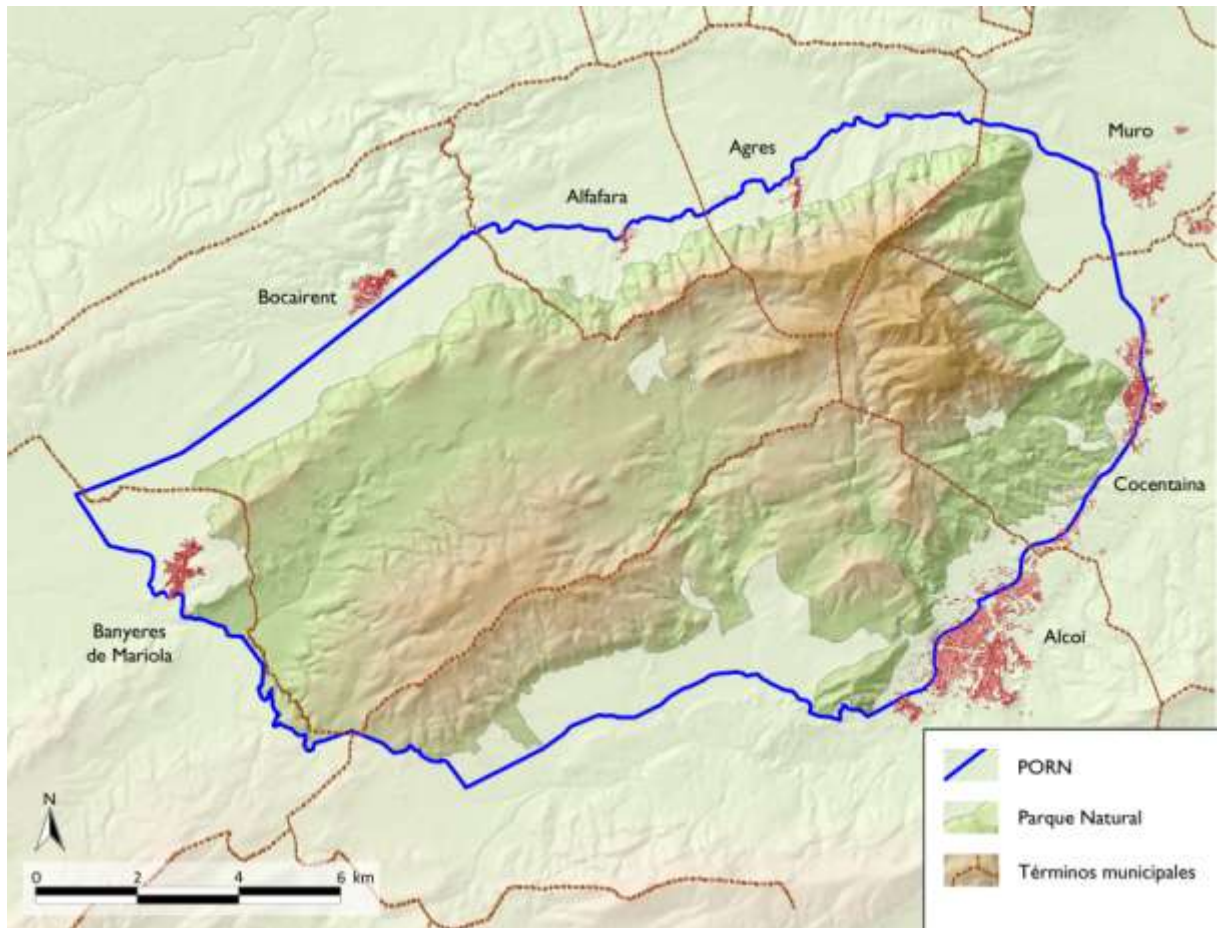 Muro
Agres
Alfafara
Bocairent
Cocentaina
Banyeres
de Mariola
Alcoi
N
0 2 4 6 km
PORN
Parque Natural
Términos municipales